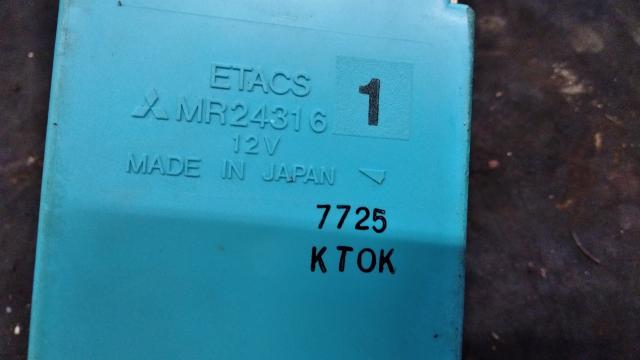 ETACS
MR24316 1
12V
MADE IN JAPAN
7725
KTOK